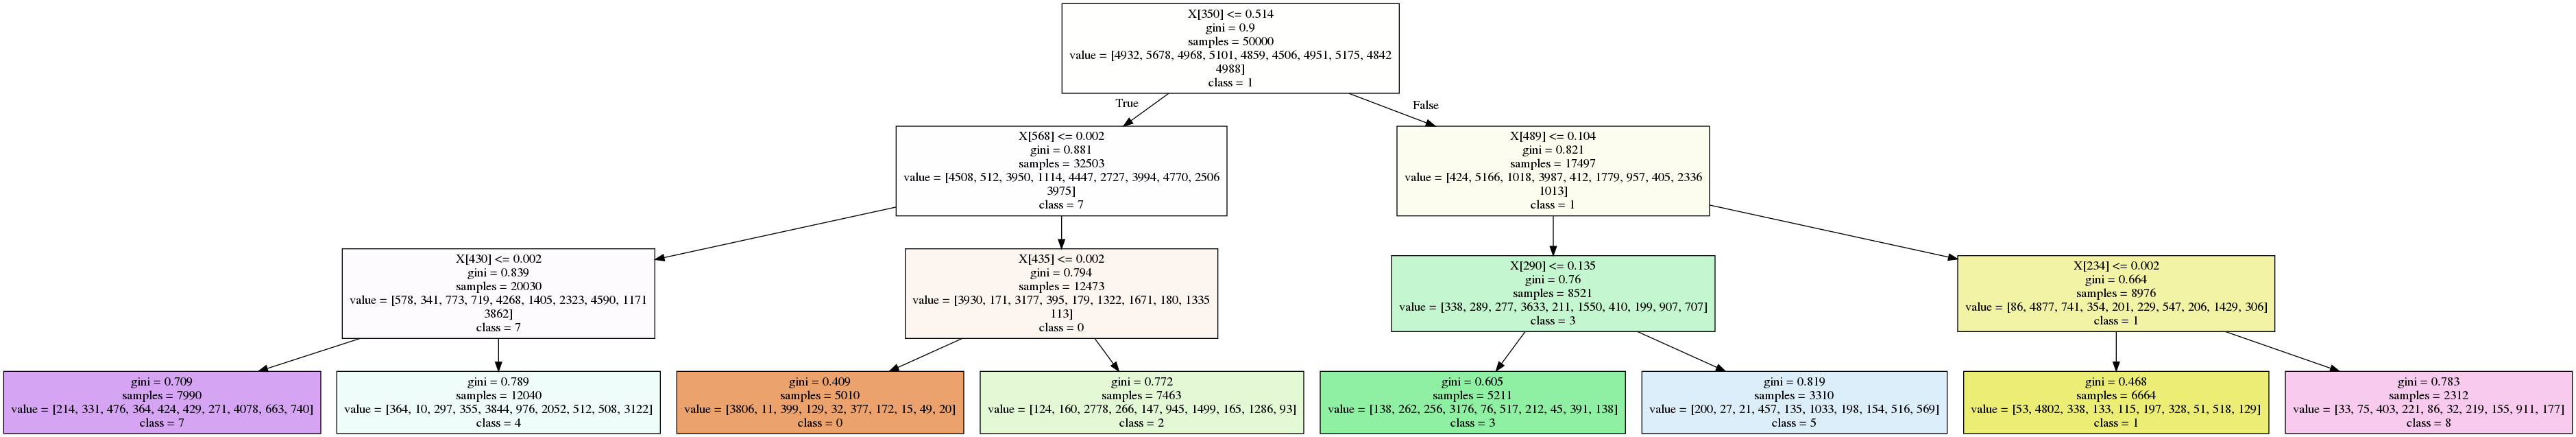 X[350] <= 0.514
gini = 0.9
samples = 50000
value = [4932, 5678, 4968, 5101, 4859, 4506, 4951, 5175, 4842
4988]
class = 1
True
False
X[568] <= 0.002
gini = 0.881
samples = 32503
value = [4508, 512, 3950, 1114, 4447, 2727, 3994, 4770, 2506
3975]
class = 7
X[489] <= 0.104
gini = 0.821
samples = 17497
value = [424, 5166, 1018, 3987, 412, 1779, 957, 405, 2336
1013]
class = 1
X[430] <= 0.002
gini = 0.839
samples = 20030
value = [578, 341, 773, 719, 4268, 1405, 2323, 4590, 1171
3862]
class = 7
X[435] <= 0.002
gini = 0.794
samples = 12473
value = [3930, 171, 3177, 395, 179, 1322, 1671, 180, 1335
113]
class = 0
X[290] <= 0.135
gini = 0.76
samples = 8521
value = [338, 289, 277, 3633, 211, 1550, 410, 199, 907, 707]
class = 3
X[234] <= 0.002
gini = 0.664
samples = 8976
value = [86, 4877, 741, 354, 201, 229, 547, 206, 1429, 306]
class = 1
gini = 0.709
samples = 7990
value = [214, 331, 476, 364, 424, 429, 271, 4078, 663, 740]
class = 7
gini = 0.789
samples = 12040
value = [364, 10, 297, 355, 3844, 976, 2052, 512, 508, 3122]
class = 4
gini = 0.409
samples = 5010
value = [3806, 11, 399, 129, 32, 377, 172, 15, 49, 20]
class = 0
gini = 0.772
samples = 7463
value = [124, 160, 2778, 266, 147, 945, 1499, 165, 1286, 93]
class = 2
gini = 0.605
samples = 5211
value = [138, 262, 256, 3176, 76, 517, 212, 45, 391, 138]
class = 3
gini = 0.819
samples = 3310
value = [200, 27, 21, 457, 135, 1033, 198, 154, 516, 569]
class = 5
gini = 0.468
samples = 6664
value = [53, 4802, 338, 133, 115, 197, 328, 51, 518, 129]
class = 1
gini = 0.783
samples = 2312
value = [33, 75, 403, 221, 86, 32, 219, 155, 911, 177]
class = 8